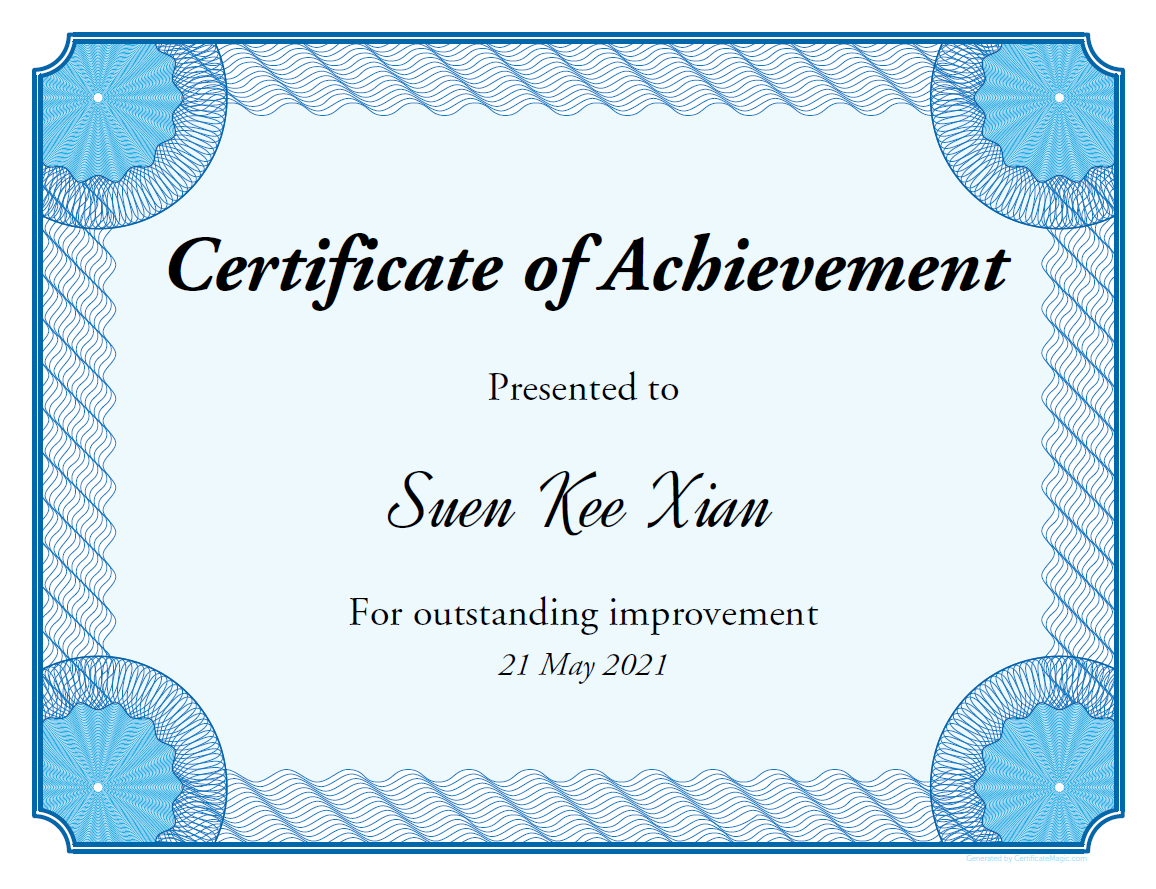 Certificate of Achievement
Presented to
Suen Kee Xian
For outstanding improvement
21 May 2021
Generated by CertificateMagic.com